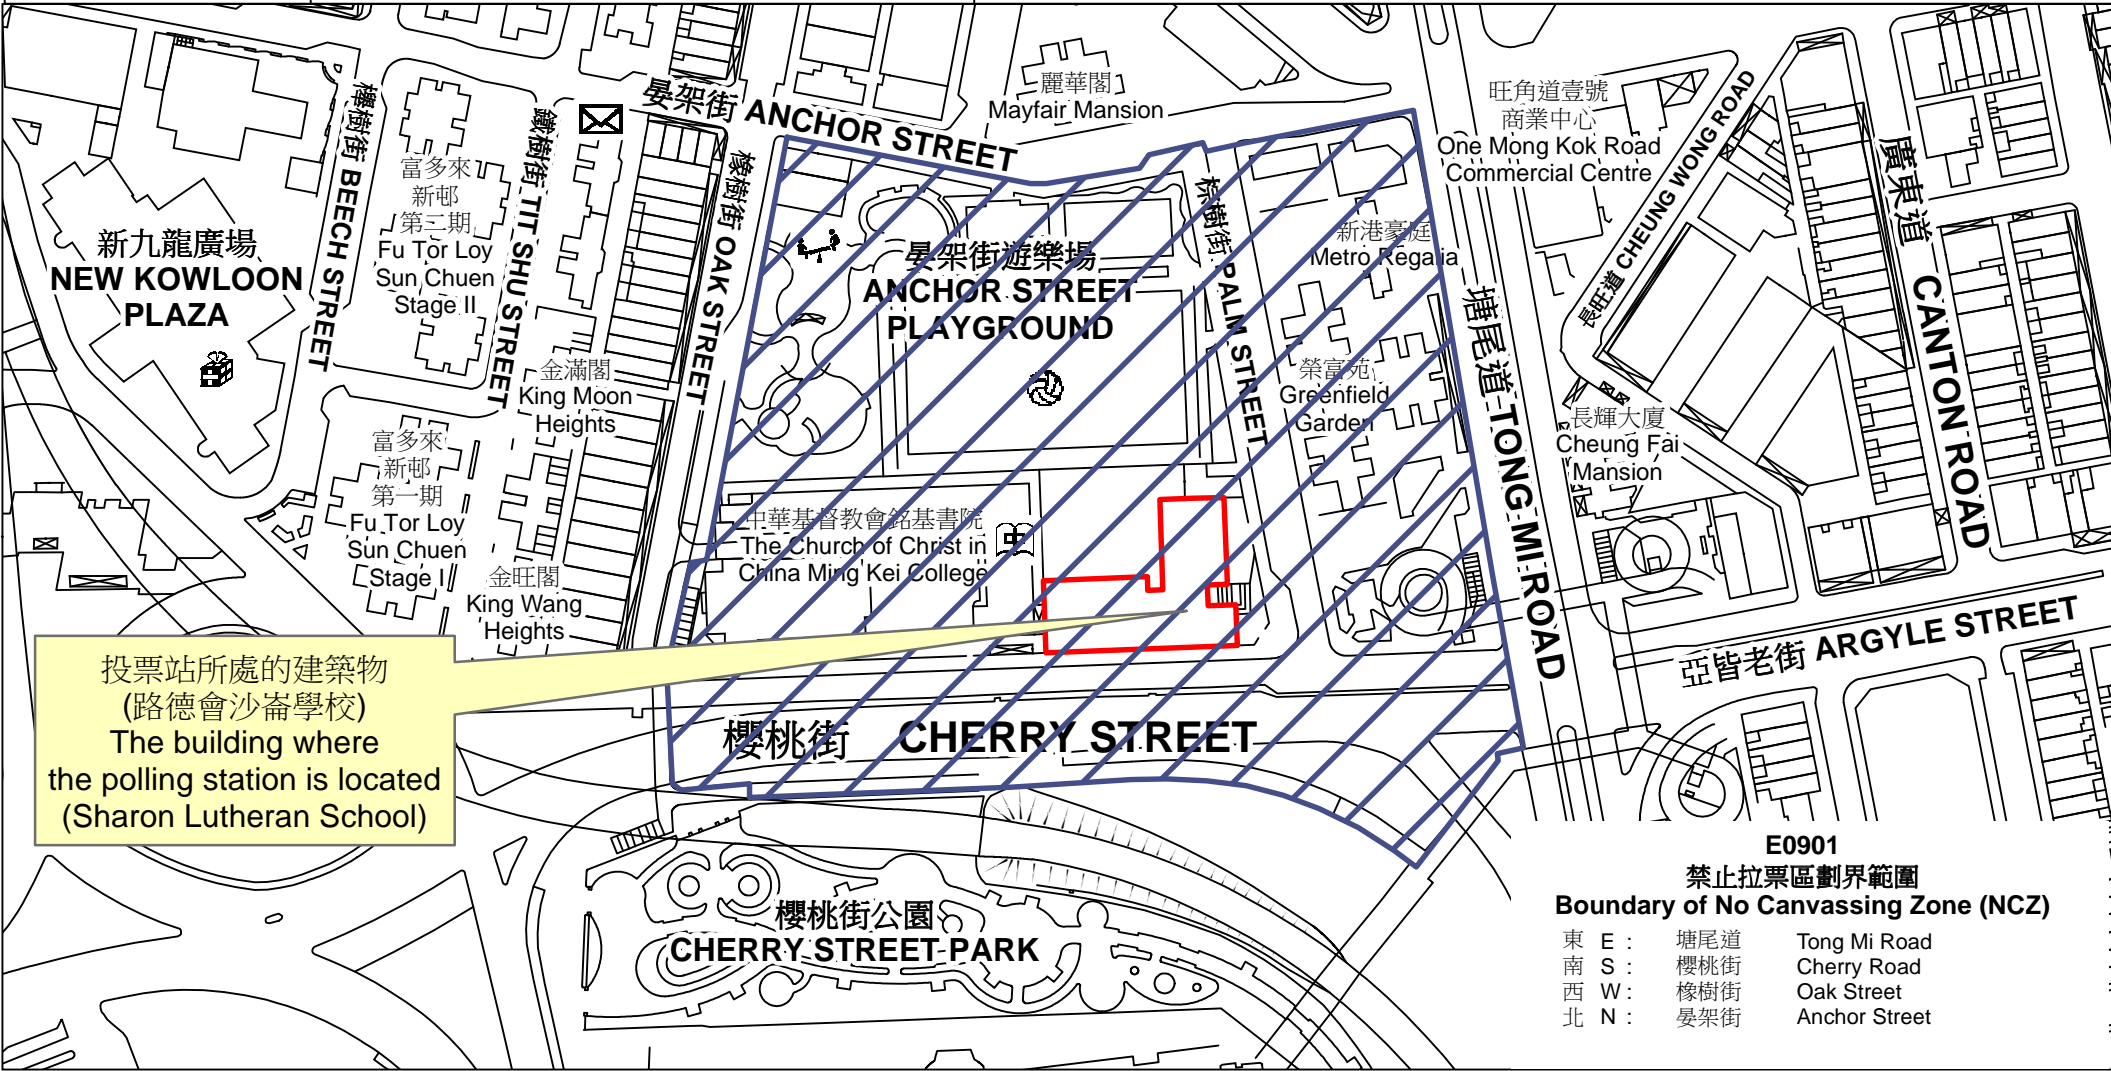 晏架街 ANCHOR STREET
麗華閣
Mayfair Mansion
旺角道壹號
商業中心
One Mong Kok Road
Commercial Centre
長旺道 CHEUNG WONG ROAD
廣東道 CANTON ROAD
櫸樹街 BEECH STREET
富多來
新邨
第二期
Fu Tor Loy
Sun Chuen
Stage II
鐵樹街 TIT SHU STREET
橡樹街 OAK STREET
新九龍廣場
NEW KOWLOON
PLAZA
晏架街遊樂場
ANCHOR STREET
PLAYGROUND
棕樹街 PALM STREET
新港豪庭
Metro Regalia
塘尾道 TONG MI ROAD
金滿閣
King Moon
Heights
榮富苑
Greenfield
Garden
長輝大廈
Cheung Fai
Mansion
富多來
新邨
第一期
Fu Tor Loy
Sun Chuen
Stage I
金旺閣
King Wang
Heights
中華基督教會銘基書院
The Church of Christ in
China Ming Kei College
亞皆老街 ARGYLE STREET
投票站所處的建築物
(路德會沙崙學校)
The building where
the polling station is located
(Sharon Lutheran School)
櫻桃街 CHERRY STREET
櫻桃街公園
CHERRY STREET PARK
E0901
禁止拉票區劃界範圍
Boundary of No Canvassing Zone (NCZ)
東 E : 塘尾道 Tong Mi Road
南 S : 櫻桃街 Cherry Road
西 W : 橡樹街 Oak Street
北 N : 晏架街 Anchor Street